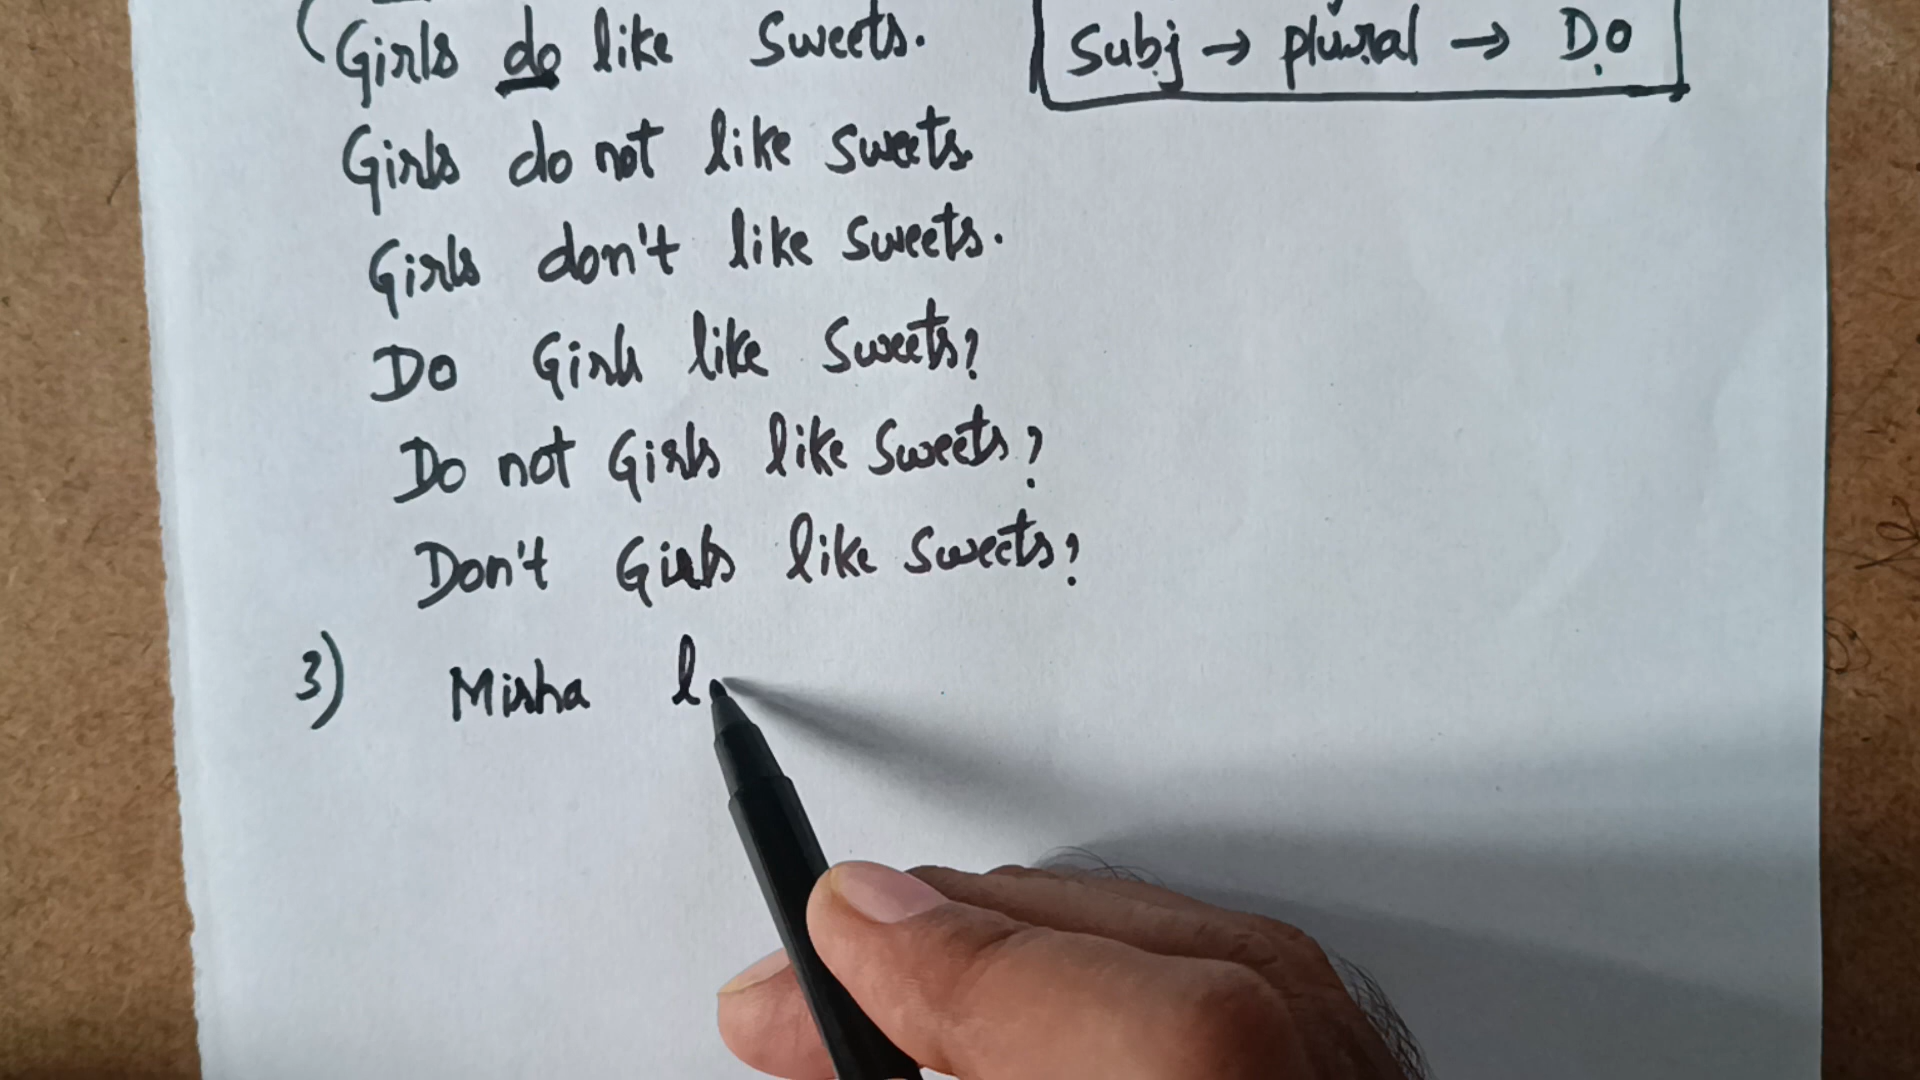 Girls do like Sweets.
Subj → plural → Do
Girls do not like sweets.
Girls don't like sweets.
Do Girls like Sweets?
Do not Girls like Sweets?
Don't Girls like Sweets?
3) Misha l